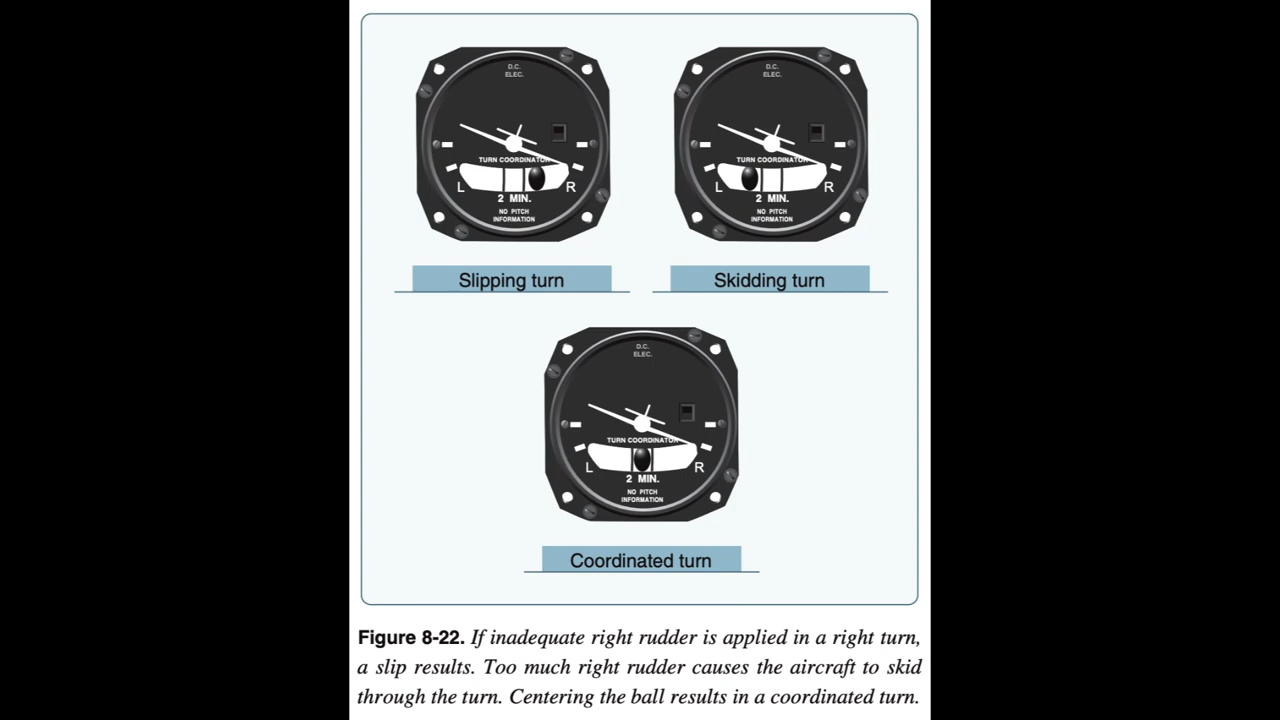 D.C.
ELEC.
TURN COORDINATOR
L R
2 MIN.
NO PITCH
INFORMATION
Slipping turn
D.C.
ELEC.
TURN COORDINATOR
L R
2 MIN.
NO PITCH
INFORMATION
Skidding turn
D.C.
ELEC.
TURN COORDINATOR
L R
2 MIN.
NO PITCH
INFORMATION
Coordinated turn
Figure 8-22. If inadequate right rudder is applied in a right turn,
a slip results. Too much right rudder causes the aircraft to skid
through the turn. Centering the ball results in a coordinated turn.